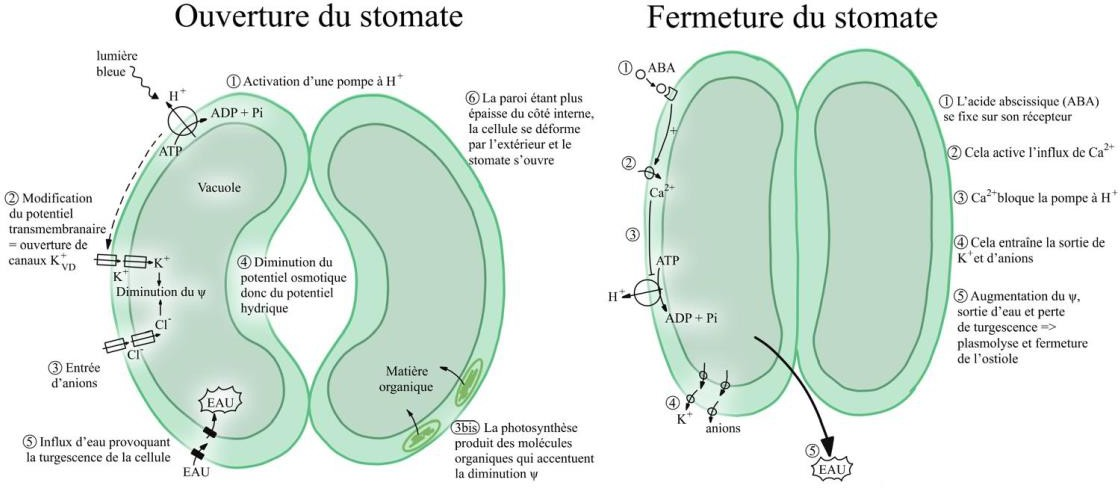 Ouverture du stomate
lumière
bleue
① Activation d'une pompe à H⁺
H⁺
ADP + Pi
ATP
⑥ La paroi étant plus
épaisse du côté interne,
la cellule se déforme
par l'extérieur et le
stomate s'ouvre
Vacuole
② Modification
du potentiel
transmembranaire
= ouverture de
canaux K⁺VD
K⁺
K⁺
Diminution du ψ
Cl⁻
Cl⁻
④ Diminution du
potentiel osmotique
donc du potentiel
hydrique
③ Entrée
d'anions
EAU
⑤ Influx d'eau provoquant
la turgescence de la cellule
EAU
Matière
organique
3bis La photosynthèse
produit des molécules
organiques qui accentuent
la diminution ψ
Fermeture du stomate
① ABA
+
②
Ca²⁺
③
ATP
H⁺
ADP + Pi
④
K⁺
anions
⑤
EAU
① L'acide abscissique (ABA)
se fixe sur son récepteur
② Cela active l'influx de Ca²⁺
③ Ca²⁺bloque la pompe à H⁺
④ Cela entraîne la sortie de
K⁺et d'anions
⑤ Augmentation du ψ,
sortie d'eau et perte
de turgescence =>
plasmolyse et fermeture
de l'ostiole